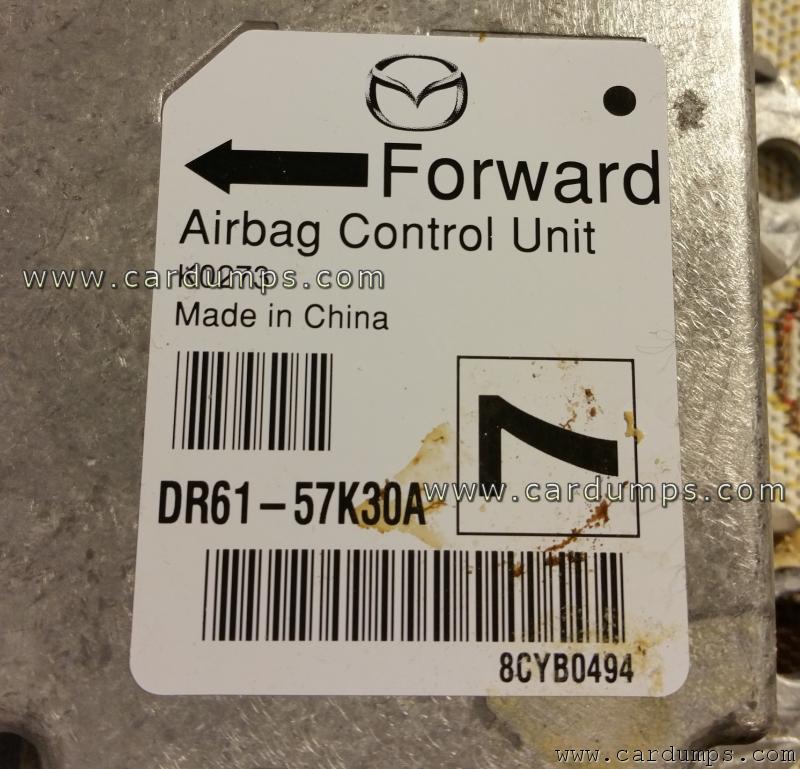 Forward
Airbag Control Unit
K0273
www.cardumps.com
Made in China
7
DR61-57K30A
www.cardumps.com
8CYB0494
www.cardumps.com